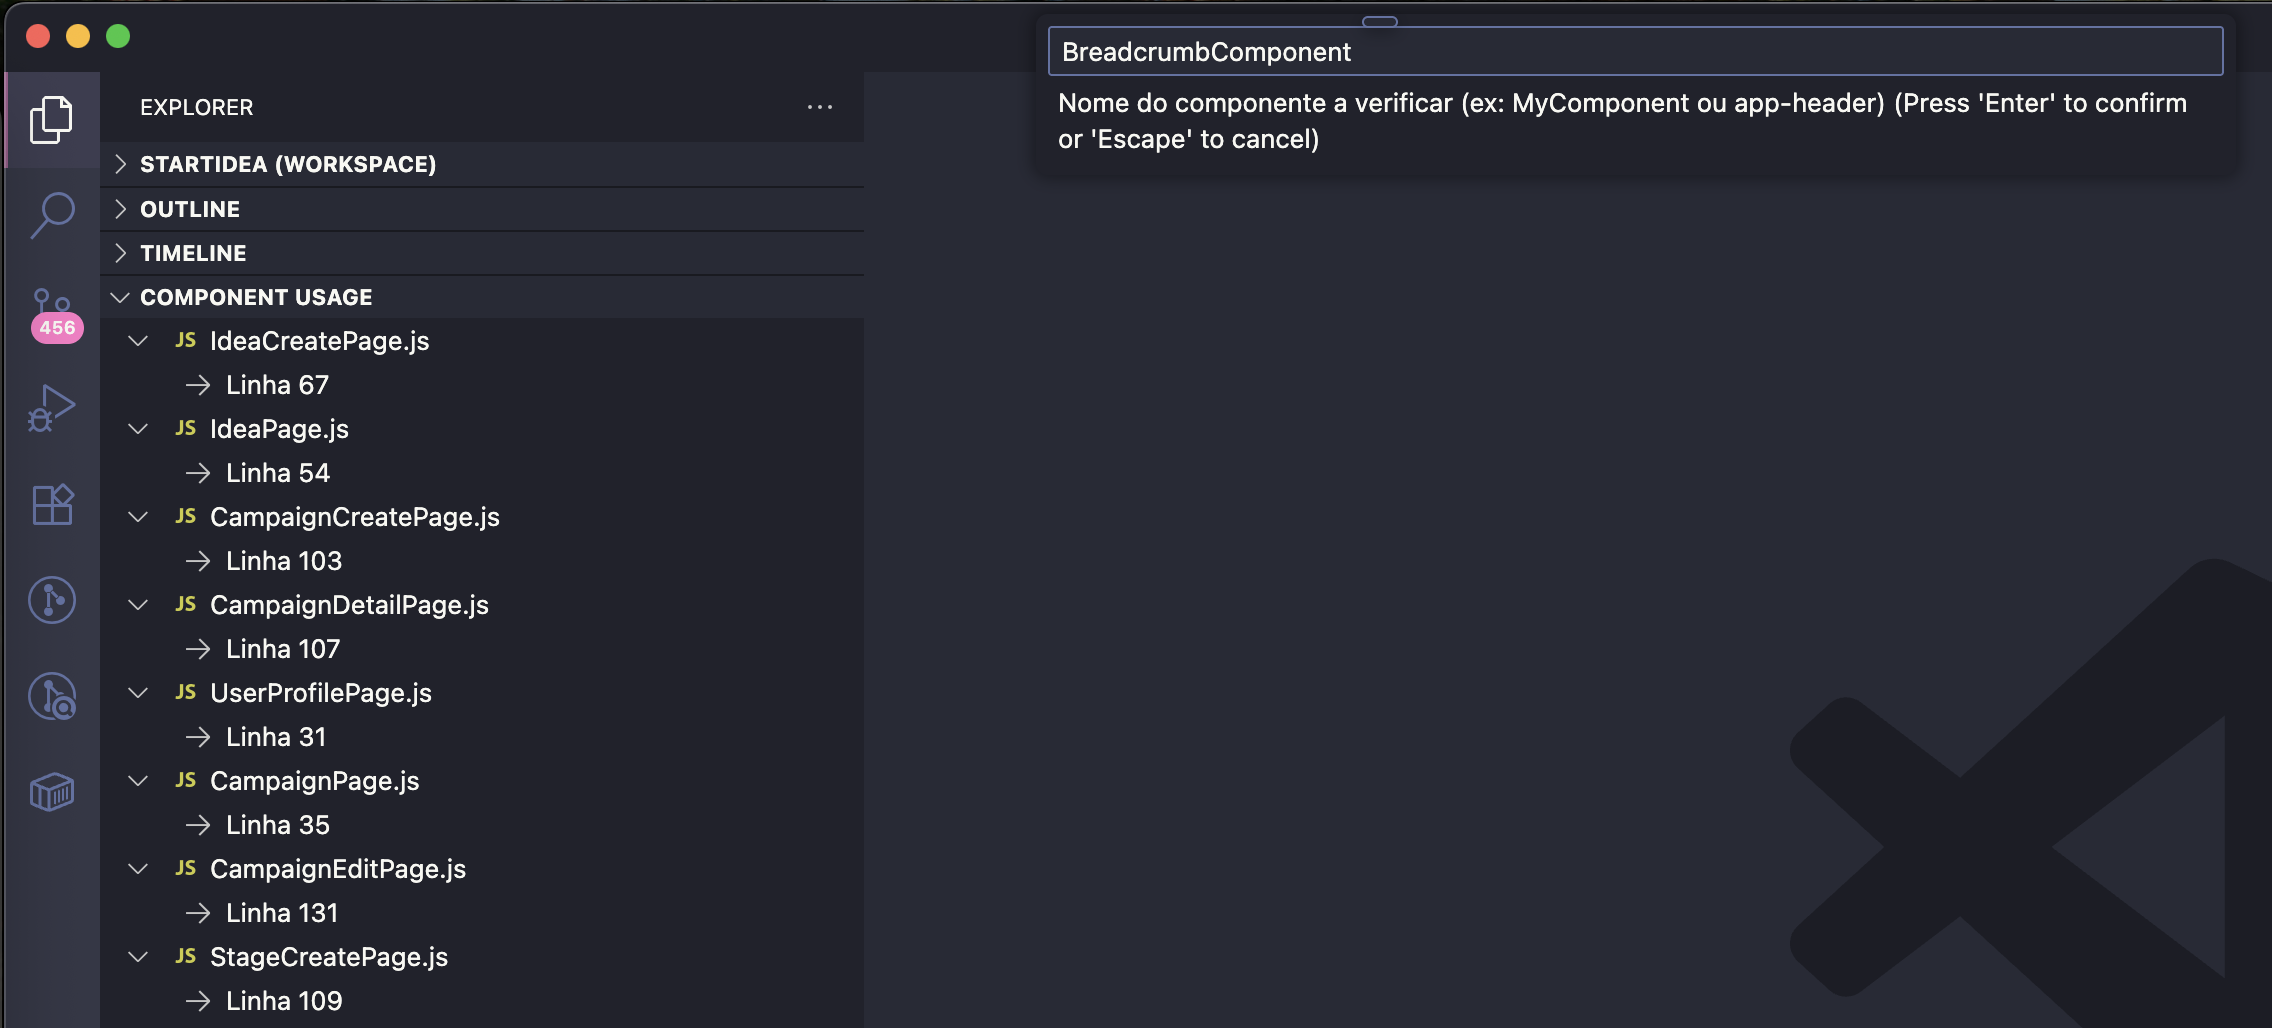 BreadcrumbComponent
Nome do componente a verificar (ex: MyComponent ou app-header) (Press 'Enter' to confirm
or 'Escape' to cancel)
EXPLORER
STARTIDEA (WORKSPACE)
OUTLINE
TIMELINE
COMPONENT USAGE
456
JS IdeaCreatePage.js
Linha 67
JS IdeaPage.js
Linha 54
JS CampaignCreatePage.js
Linha 103
JS CampaignDetailPage.js
Linha 107
JS UserProfilePage.js
Linha 31
JS CampaignPage.js
Linha 35
JS CampaignEditPage.js
Linha 131
JS StageCreatePage.js
Linha 109